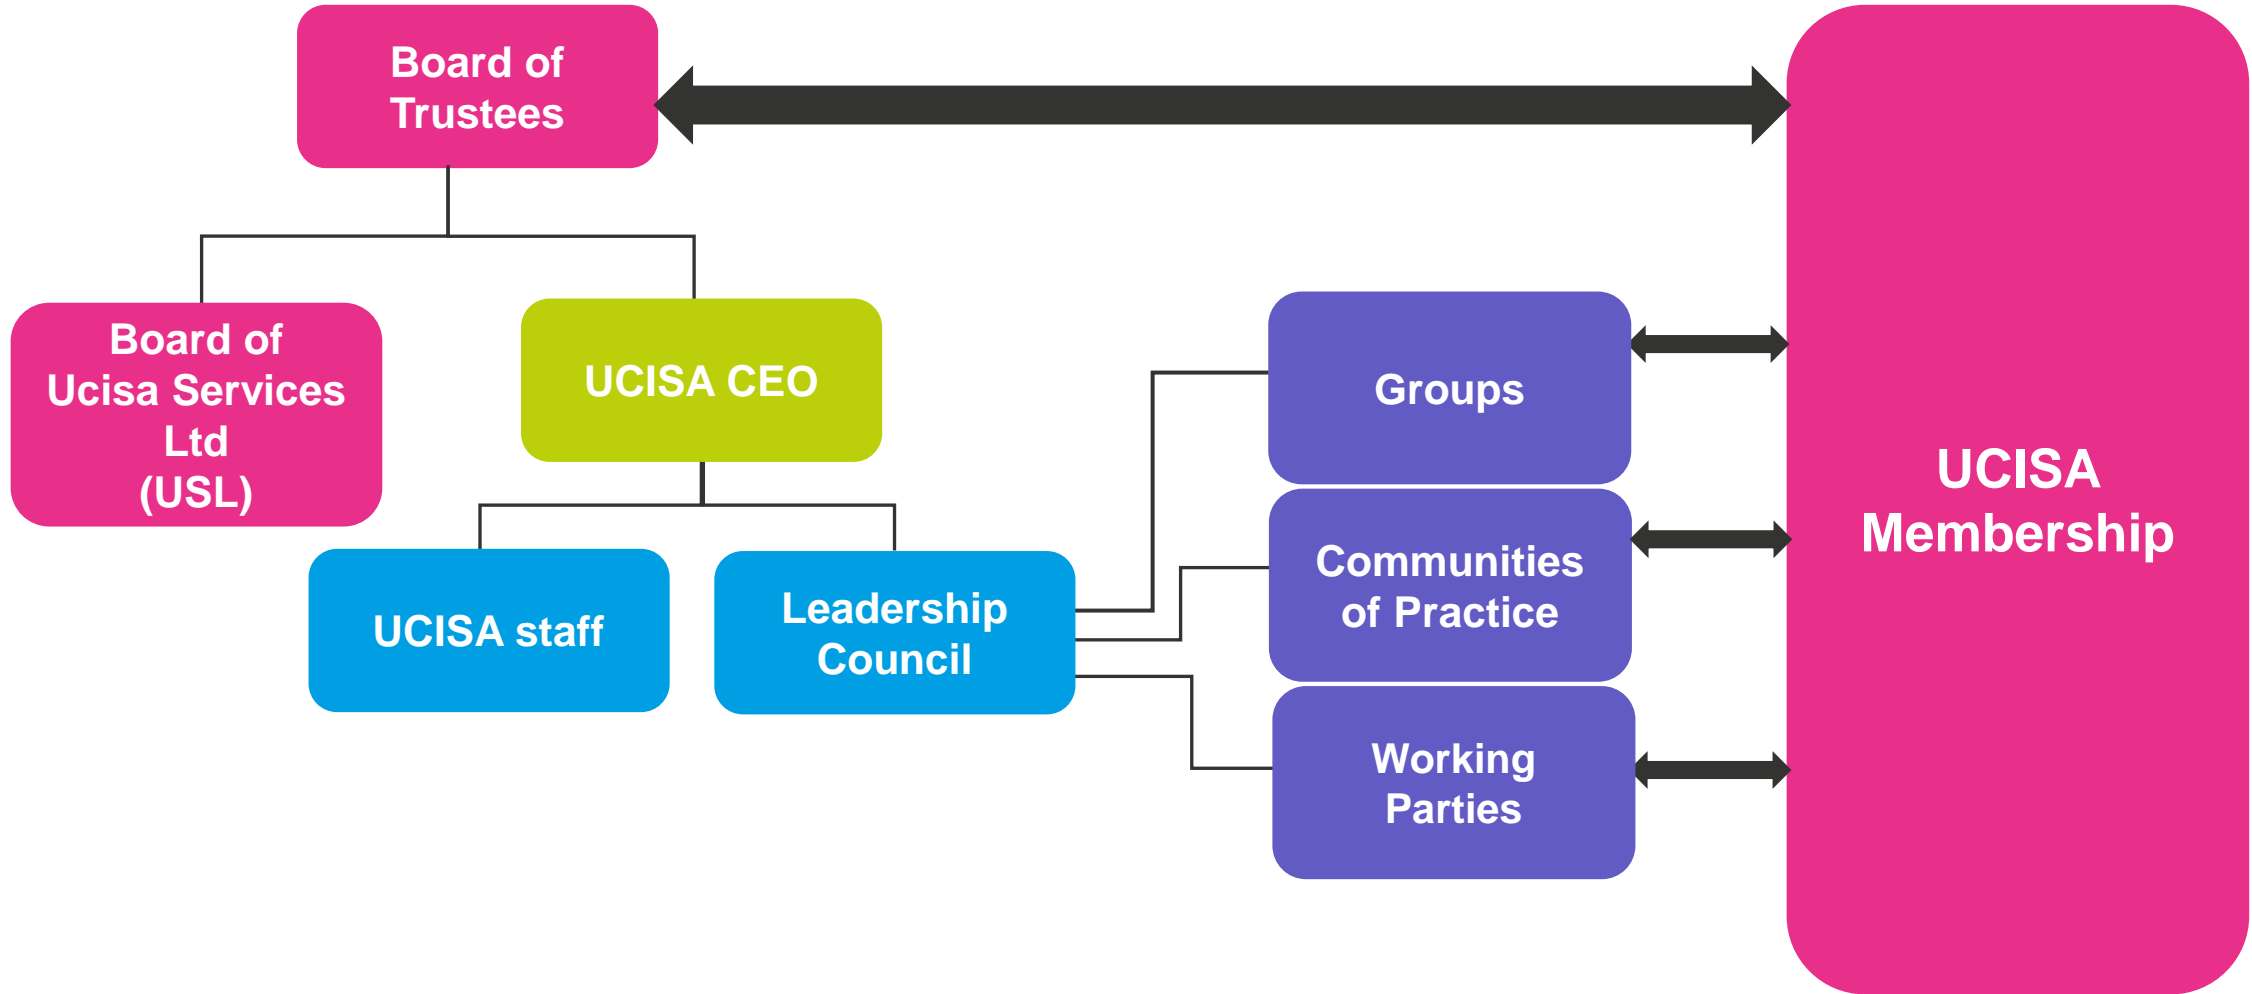 Board of
Trustees
Board of
Ucisa Services
Ltd
(USL)
UCISA CEO
UCISA staff
Leadership
Council
Groups
Communities
of Practice
Working
Parties
UCISA
Membership